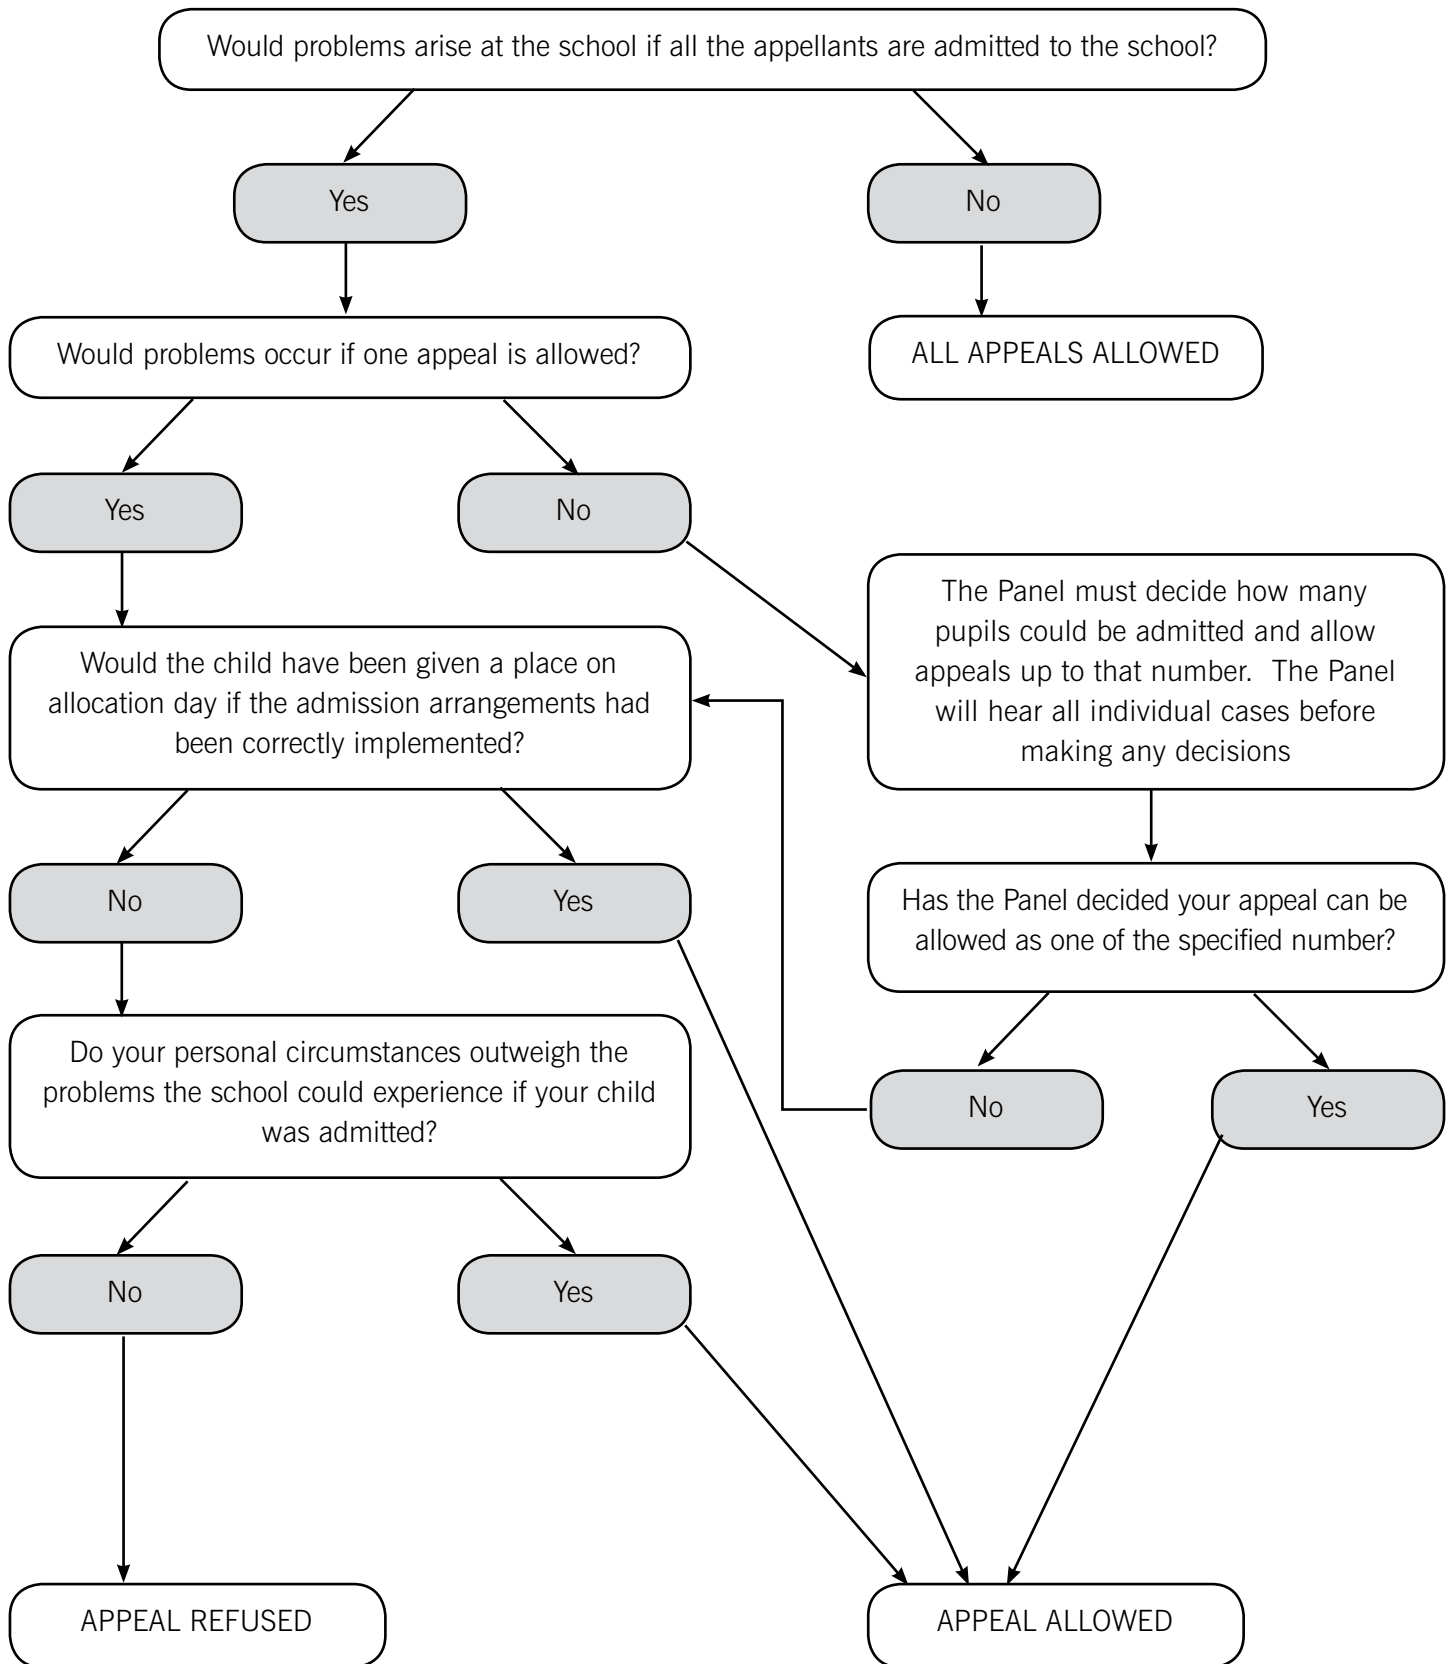 Would problems arise at the school if all the appellants are admitted to the school?
Yes
No
Would problems occur if one appeal is allowed?
ALL APPEALS ALLOWED
Yes
No
The Panel must decide how many
pupils could be admitted and allow
appeals up to that number.  The Panel
will hear all individual cases before
making any decisions
Would the child have been given a place on
allocation day if the admission arrangements had
been correctly implemented?
No
Yes
Has the Panel decided your appeal can be
allowed as one of the specified number?
Do your personal circumstances outweigh the
problems the school could experience if your child
was admitted?
No
Yes
No
Yes
APPEAL REFUSED
APPEAL ALLOWED